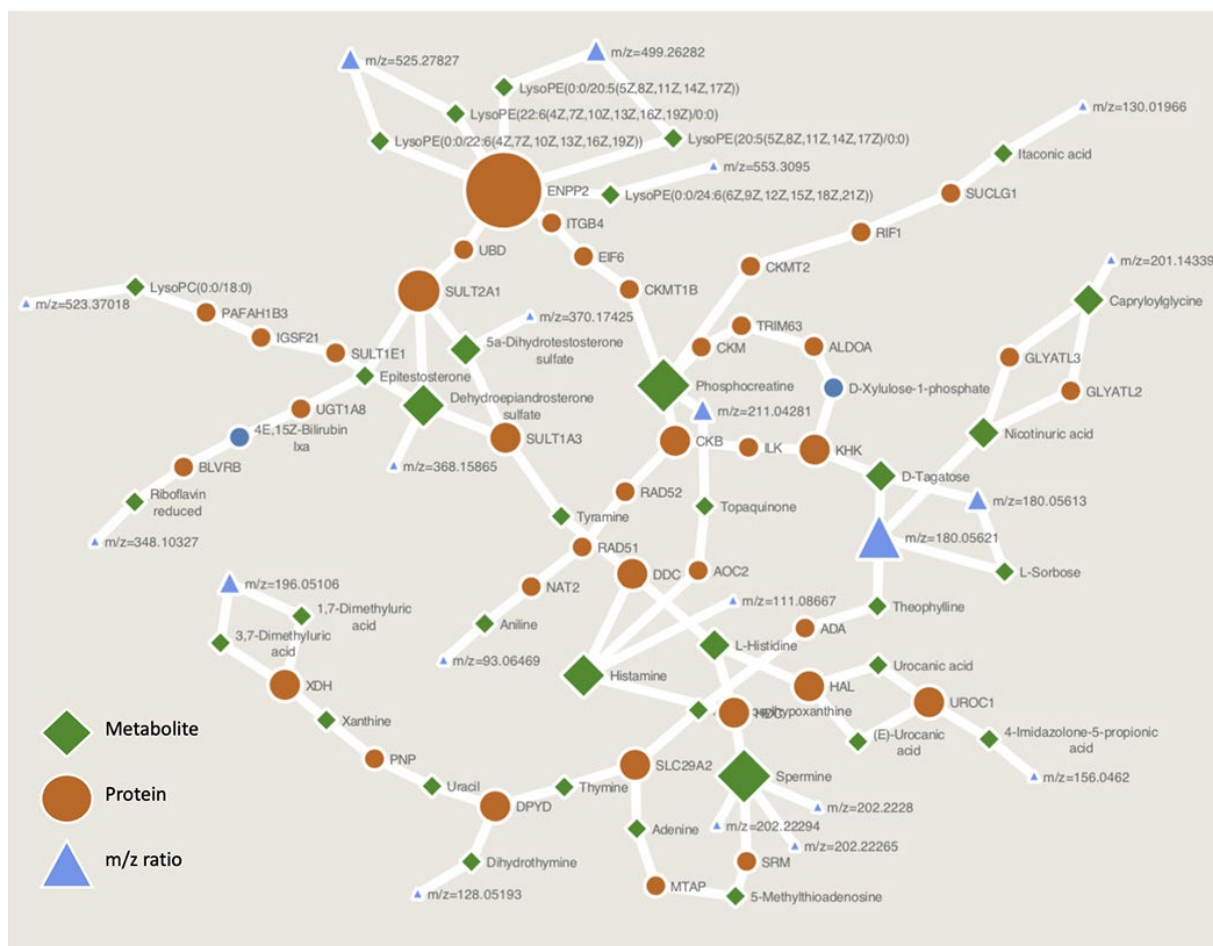 m/z=525.27827
m/z=499.26282
LysoPE(0:0/20:5(5Z,8Z,11Z,14Z,17Z))
m/z=130.01966
LysoPE(22:6(4Z,7Z,10Z,13Z,16Z,19Z)/0:0)
LysoPE(0:0/22:6(4Z,7Z,10Z,13Z,16Z,19Z))
LysoPE(20:5(5Z,8Z,11Z,14Z,17Z)/0:0)
Itaconic acid
m/z=553.3095
ENPP2
LysoPE(0:0/24:6(6Z,9Z,12Z,15Z,18Z,21Z))
SUCLG1
ITGB4
RIF1
UBD
EIF6
m/z=201.14339
CKMT2
LysoPC(0:0/18:0)
SULT2A1
CKMT1B
m/z=523.37018
Capryloylglycine
PAFAH1B3
m/z=370.17425
TRIM63
IGSF21
5a-Dihydrotestosterone
sulfate
CKM
ALDOA
SULT1E1
GLYATL3
Epitestosterone
Phosphocreatine
D-Xylulose-1-phosphate
GLYATL2
Dehydroepiandrosterone
sulfate
UGT1A8
m/z=211.04281
4E,15Z-Bilirubin
Ixa
SULT1A3
CKB
ILK
KHK
Nicotinuric acid
BLVRB
m/z=368.15865
D-Tagatose
RAD52
Riboflavin
reduced
Topaquinone
m/z=180.05613
Tyramine
m/z=348.10327
m/z=180.05621
RAD51
DDC
AOC2
L-Sorbose
m/z=196.05106
NAT2
m/z=111.08667
Theophylline
1,7-Dimethyluric
acid
Aniline
ADA
3,7-Dimethyluric
acid
L-Histidine
m/z=93.06469
Urocanic acid
Histamine
XDH
HAL
UROC1
HDC
Xanthine
(E)-Urocanic
acid
4-Imidazolone-5-propionic
acid
Metabolite
PNP
SLC29A2
Spermine
m/z=156.0462
Uracil
Thymine
Protein
DPYD
m/z=202.2228
Adenine
m/z=202.22294
m/z=202.22265
m/z ratio
Dihydrothymine
SRM
MTAP
m/z=128.05193
5-Methylthioadenosine